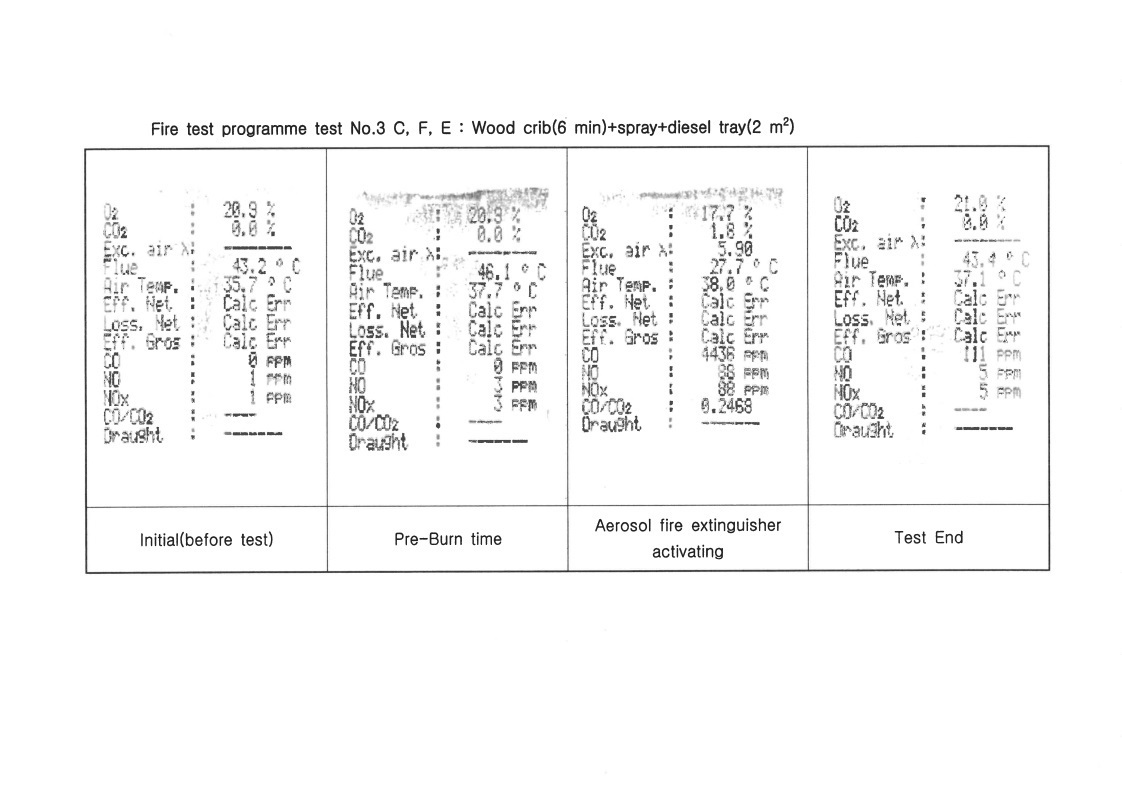 Fire test programme test No.3 C, F, E : Wood crib(6 min)+spray+diesel tray(2 m²)
O₂ : 20.9 %
CO₂ : 0.0 %
Exc. air λ: -------
Flue 43.2 ° C
Air Temp. : 35.7 ° C
Eff. Net : Calc Err
Loss. Net : Calc Err
Eff. Gros : Calc Err
CO : 0 ppm
NO : 1 ppm
NOx : 1 ppm
CO/CO₂ : ----
Draught : -------
Initial(before test)
O₂ : 20.9 %
CO₂ : 0.0 %
Exc. air λ: -------
Flue : 46.1 ° C
Air Temp. : 37.7 ° C
Eff. Net : Calc Err
Loss. Net : Calc Err
Eff. Gros : Calc Err
CO : 0 ppm
NO : 3 ppm
NOx : 3 ppm
CO/CO₂ : ----
Draught : -------
Pre-Burn time
O₂ : 17.7 %
CO₂ : 1.8 %
Exc. air λ: 5.90
Flue : 27.7 ° C
Air Temp. : 38.0 ° C
Eff. Net : Calc Err
Loss. Net : Calc Err
Eff. Gros : Calc Err
CO : 4436 ppm
NO : 88 ppm
NOx : 88 ppm
CO/CO₂ : 0.2468
Draught : -------
Aerosol fire extinguisher
activating
O₂ : 21.0 %
CO₂ : 0.0 %
Exc. air λ: -------
Flue : 43.4 ° C
Air Temp. : 37.1 ° C
Eff. Net : Calc Err
Loss. Net : Calc Err
Eff. Gros : Calc Err
CO : 111 ppm
NO : 5 ppm
NOx : 5 ppm
CO/CO₂ : ----
Draught : -------
Test End